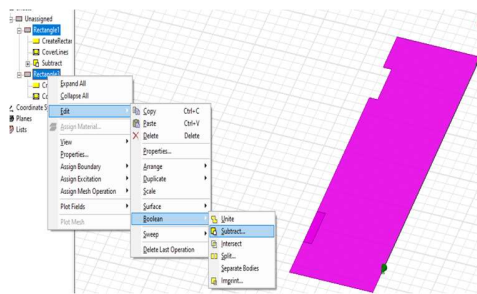 Unassigned
Rectangle1
CreateRectar
CoverLines
Subtract
Coordinate S
Planes
Lists
Expand All
Collapse All
Edit
Assign Material...
View
Properties...
Assign Boundary
Assign Excitation
Assign Mesh Operation
Plot Fields
Plot Mesh
Copy Ctrl+C
Paste Ctrl+V
Delete Delete
Properties...
Arrange
Duplicate
Scale
Surface
Boolean
Sweep
Delete Last Operation
Unite
Subtract...
Intersect
Split...
Separate Bodies
Imprint...